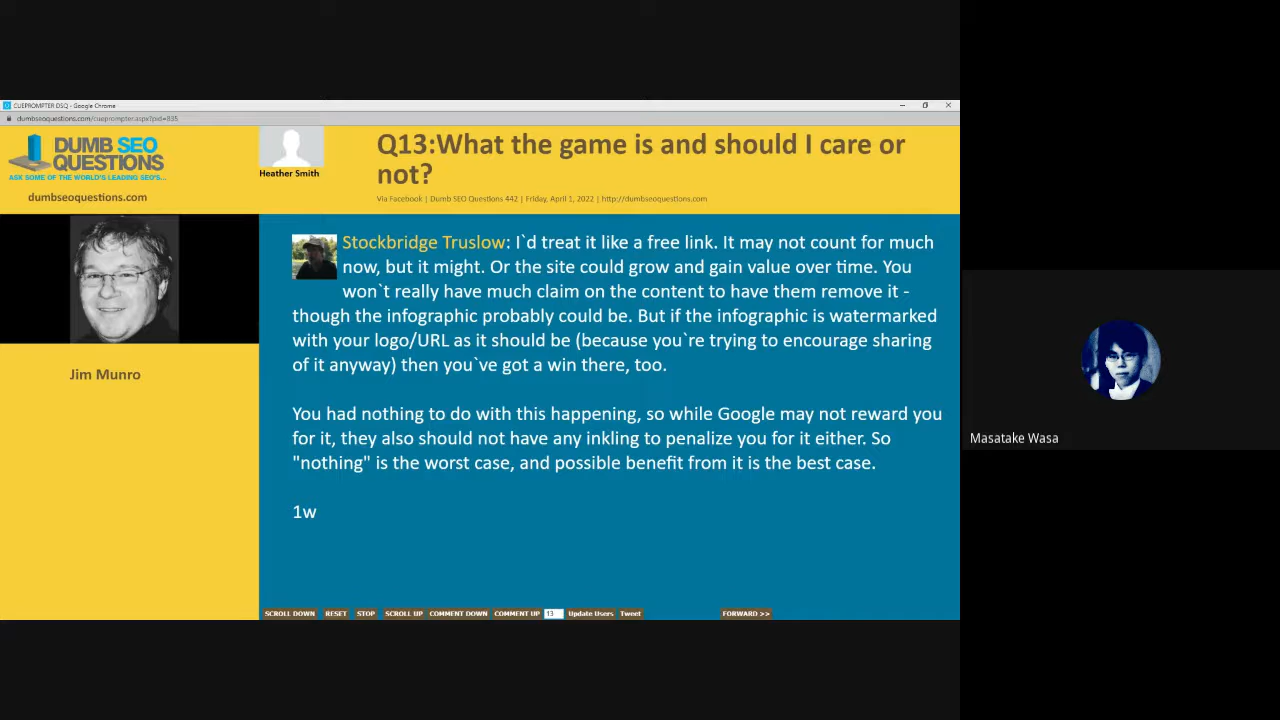 CUEPROMPTER DSQ - Google Chrome
dumbseoquestions.com/cueprompter.aspx?pid=835
DUMB SEO
QUESTIONS
ASK SOME OF THE WORLD'S LEADING SEO'S...
dumbseoquestions.com
Heather Smith
Q13:What the game is and should I care or
not?
Via Facebook | Dumb SEO Questions 442 | Friday, April 1, 2022 | http://dumbseoquestions.com
Jim Munro
Stockbridge Truslow: I`d treat it like a free link. It may not count for much
now, but it might. Or the site could grow and gain value over time. You
won`t really have much claim on the content to have them remove it -
though the infographic probably could be. But if the infographic is watermarked
with your logo/URL as it should be (because you`re trying to encourage sharing
of it anyway) then you`ve got a win there, too.
You had nothing to do with this happening, so while Google may not reward you
for it, they also should not have any inkling to penalize you for it either. So
"nothing" is the worst case, and possible benefit from it is the best case.
1w
SCROLL DOWN RESET STOP SCROLL UP COMMENT DOWN COMMENT UP 13 Update Users Tweet FORWARD >>
Masatake Wasa